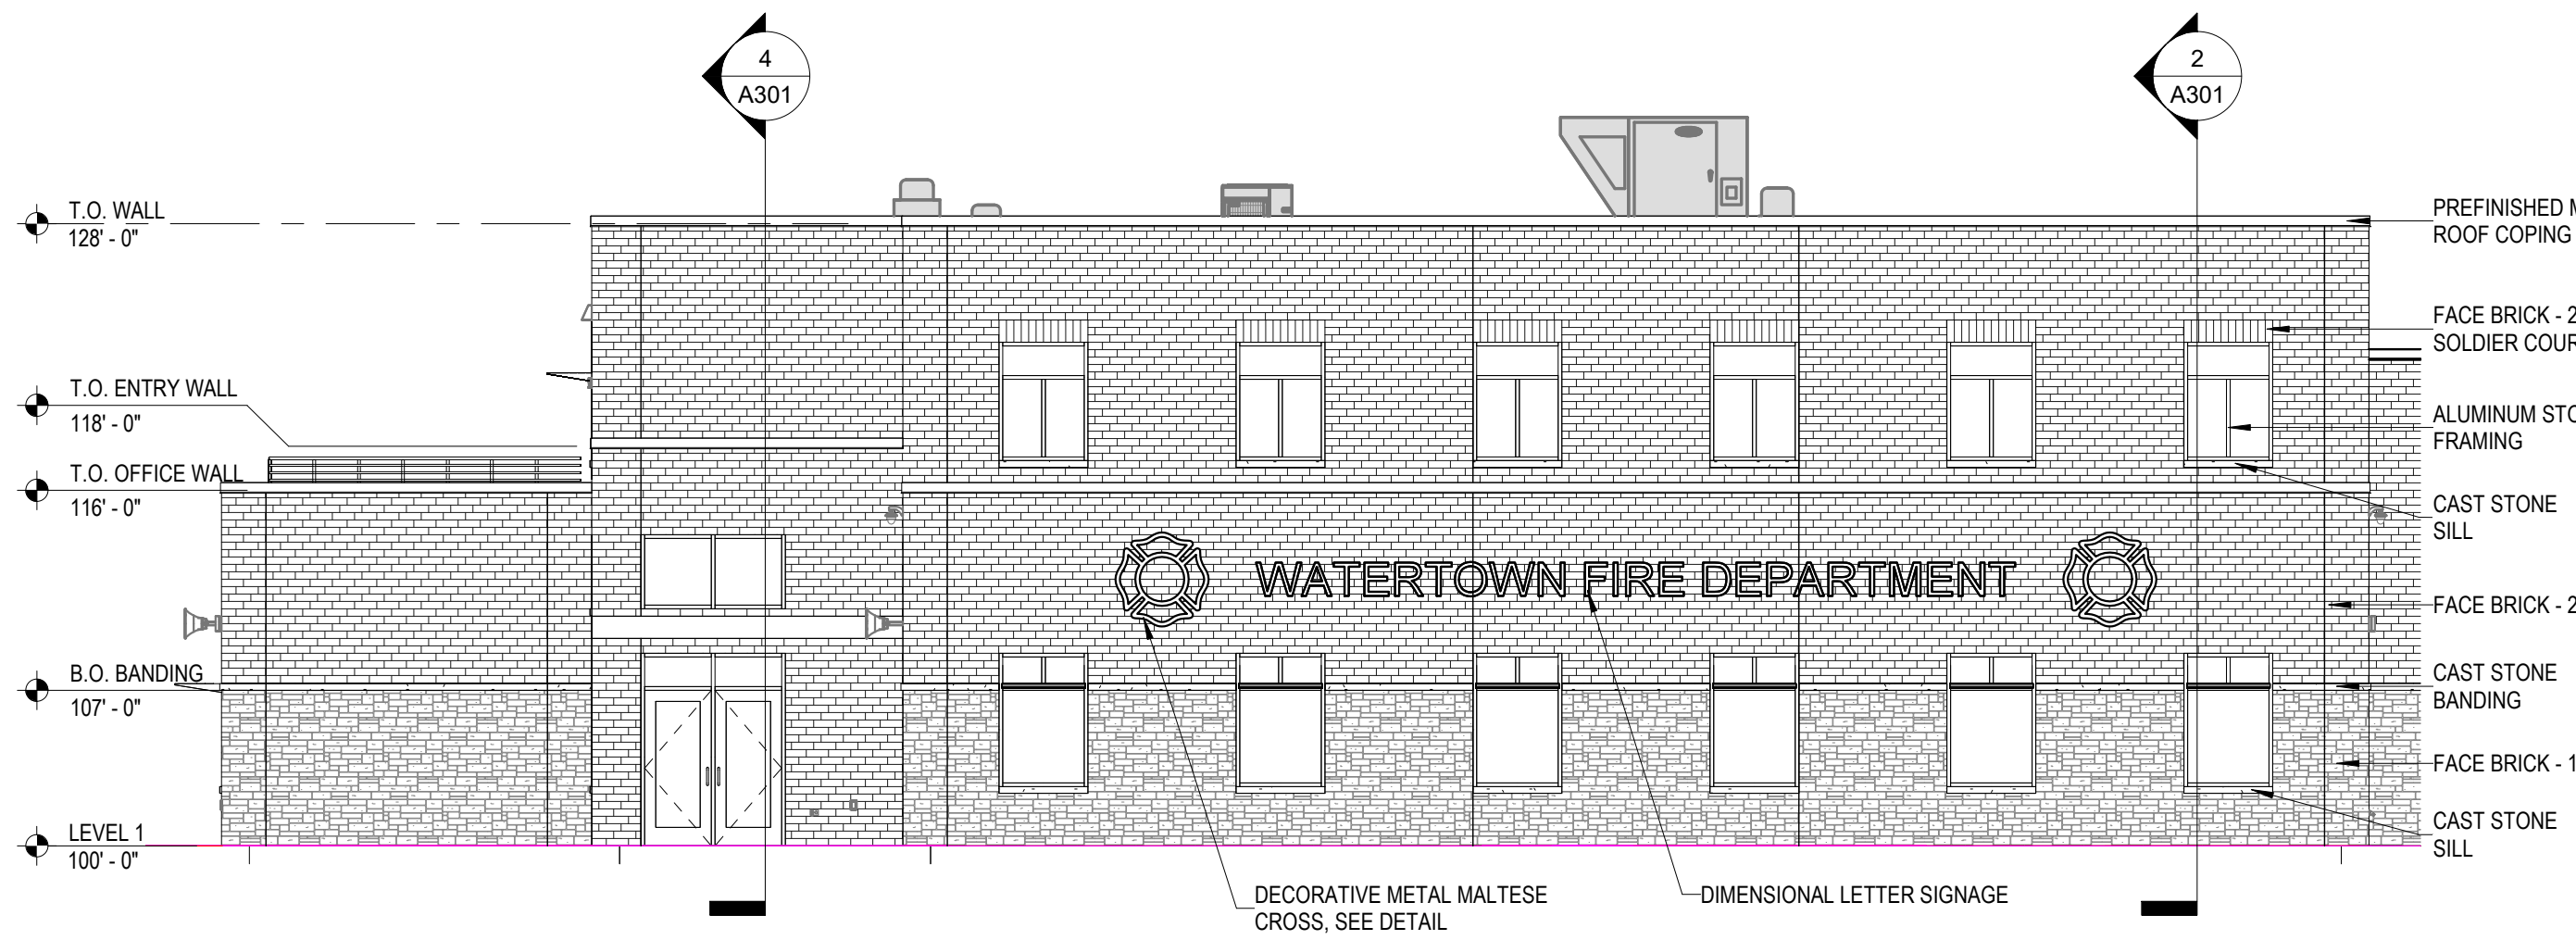 4
A301
2
A301
T.O. WALL
128' - 0"
T.O. ENTRY WALL
118' - 0"
T.O. OFFICE WALL
116' - 0"
B.O. BANDING
107' - 0"
LEVEL 1
100' - 0"
WATERTOWN FIRE DEPARTMENT
PREFINISHED M
ROOF COPING
FACE BRICK - 2
SOLDIER COUR
ALUMINUM STO
FRAMING
CAST STONE
SILL
FACE BRICK - 2
CAST STONE
BANDING
FACE BRICK - 1
CAST STONE
SILL
DECORATIVE METAL MALTESE
CROSS, SEE DETAIL
DIMENSIONAL LETTER SIGNAGE